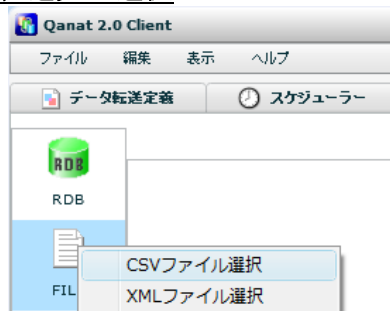 Qanat 2.0 Client
ファイル 編集 表示 ヘルプ
データ転送定義 スケジューラー
RDB
RDB
CSVファイル選択
FIL
XMLファイル選択